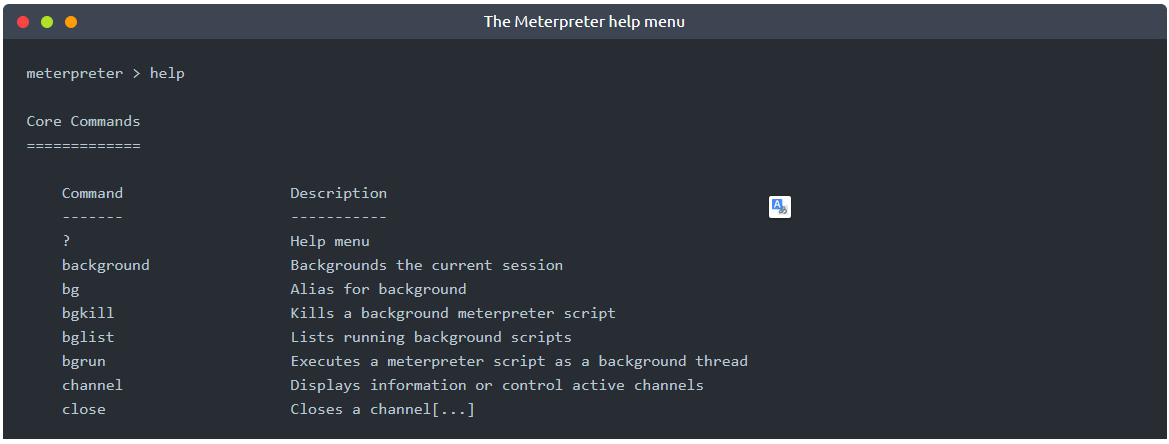 The Meterpreter help menu
meterpreter > help
Core Commands
=============
Command Description
------- -----------
? Help menu
background Backgrounds the current session
bg Alias for background
bgkill Kills a background meterpreter script
bglist Lists running background scripts
bgrun Executes a meterpreter script as a background thread
channel Displays information or control active channels
close Closes a channel[...]